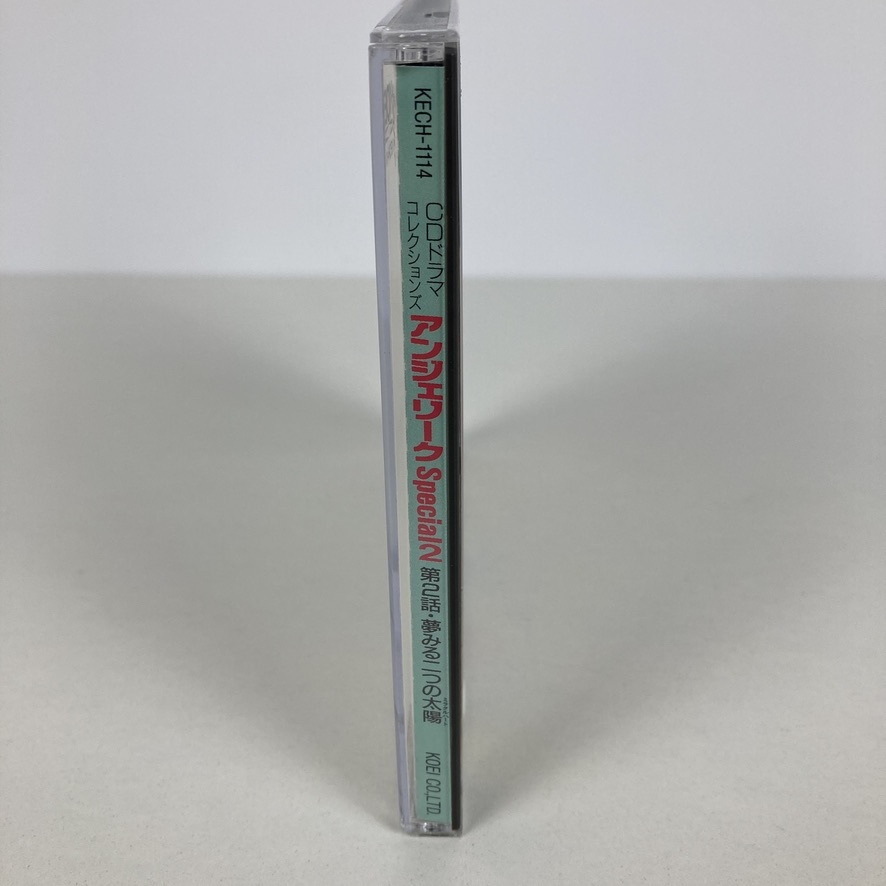 KECH-1114
CDドラマ
コレクションズ
アンジェリーク Special2
第2話・夢みる二つの太陽
KOEI CO.,LTD.